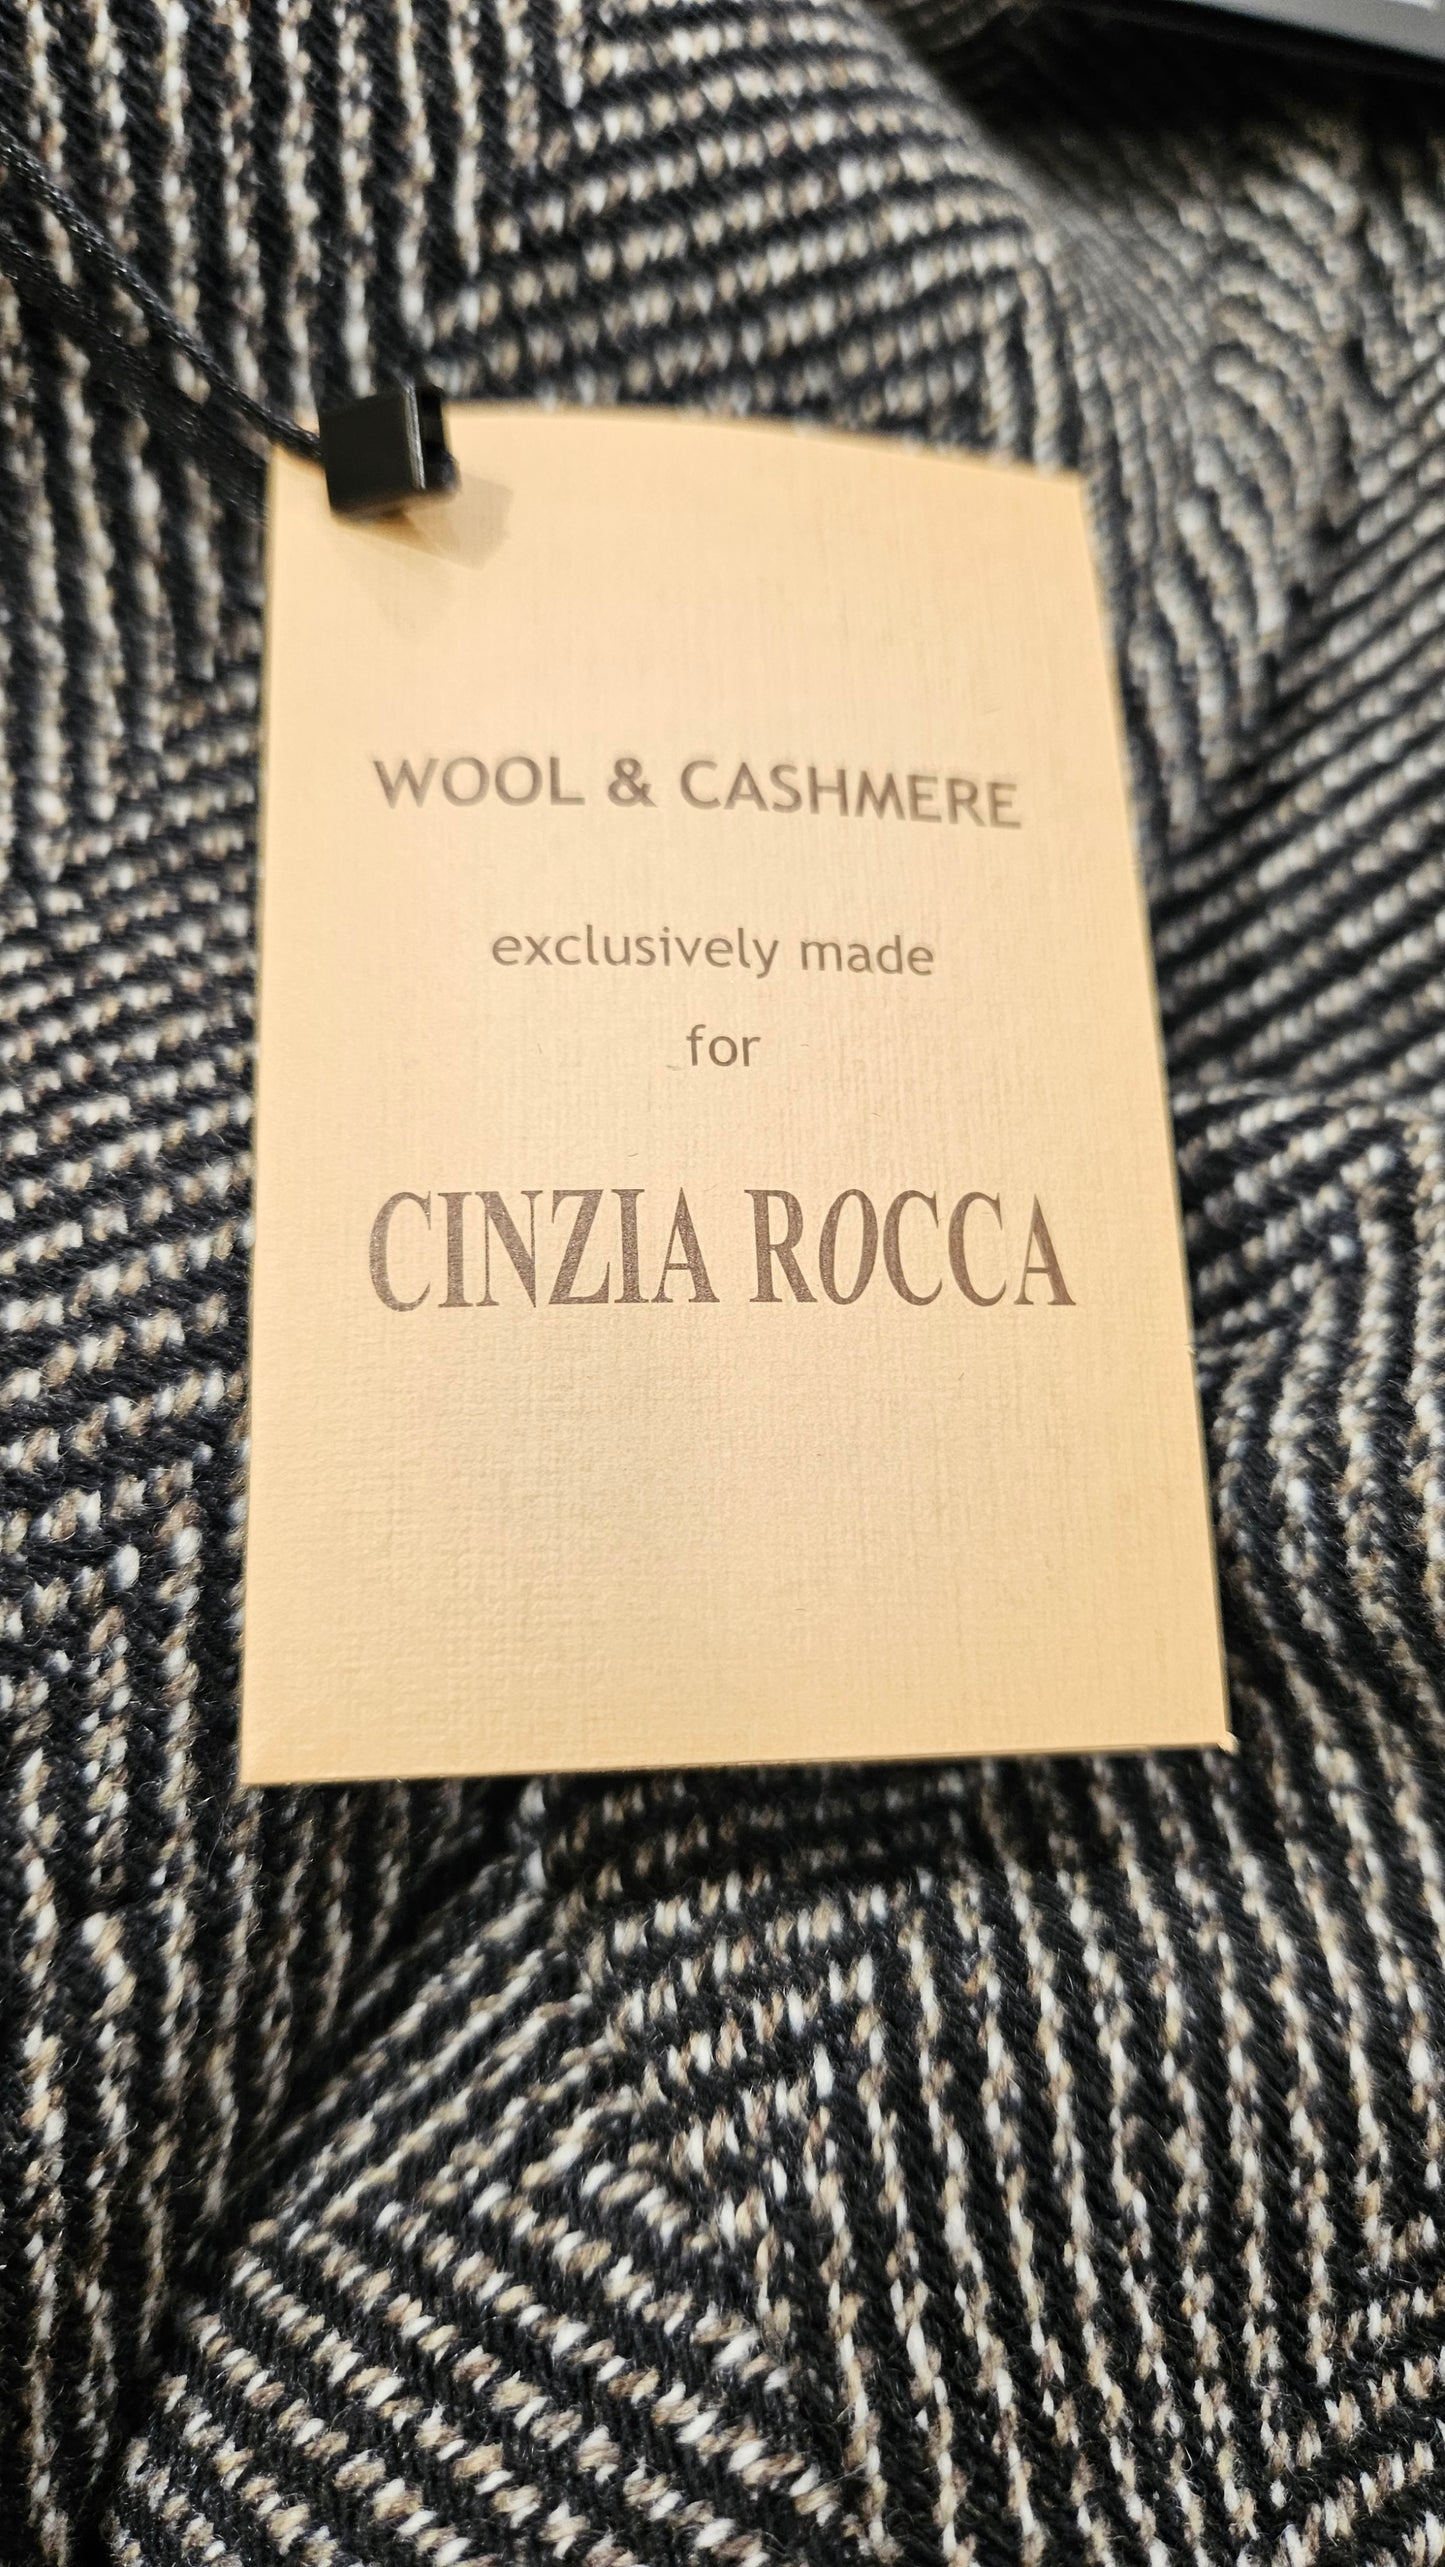 WOOL & CASHMERE
exclusively made
for
CINZIA ROCCA